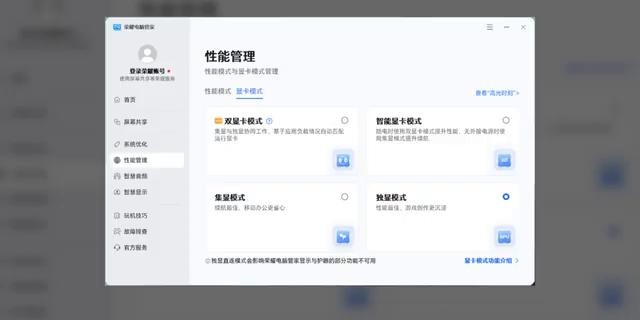 荣耀电脑管家
登录荣耀账号
使用屏幕共享等荣耀服务
首页
屏幕共享
系统优化
性能管理
智慧音频
智慧显示
玩机技巧
故障排查
官方服务
性能管理
性能模式与显卡模式管理
性能模式 显卡模式
查看"高光时刻">
双显卡模式
集显与独显协同工作，基于应用负载情况自动匹配
运行显卡
智能显卡模式
插电时使用双显卡模式提升性能，无外接电源时使
用集显模式提升续航
集显模式
续航最佳，移动办公更省心
独显模式
性能最佳，游戏创作更沉浸
独显直连模式会影响荣耀电脑管家显示与护眼的部分功能不可用
显卡模式功能介绍 >